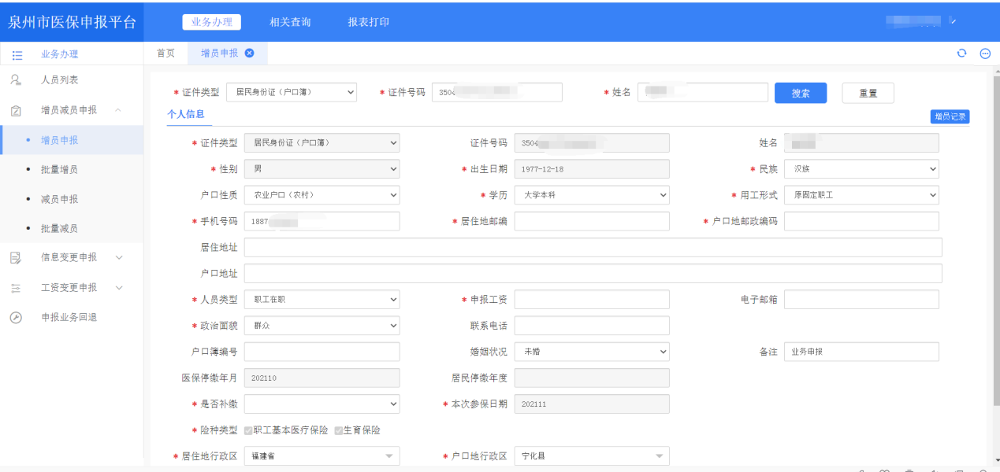 泉州市医保申报平台 业务办理 相关查询 报表打印
业务办理 首页 增员申报
人员列表
增员减员申报
增员申报
批量增员
减员申报
批量减员
信息变更申报
工资变更申报
申报业务回退
* 证件类型 居民身份证（户口簿） * 证件号码 3504 * 姓名 搜索 重置
个人信息 增员记录
* 证件类型 居民身份证（户口簿） 证件号码 3504 姓名
* 性别 男 * 出生日期 1977-12-18 * 民族 汉族
户口性质 农业户口（农村） * 学历 大学本科 * 用工形式 原固定职工
* 手机号码 1887 * 居住地邮编 * 户口地邮政编码
居住地址
户口地址
* 人员类型 职工在职 * 申报工资 电子邮箱
* 政治面貌 群众 联系电话
户口簿编号 婚姻状况 未婚 备注 业务申报
医保停缴年月 202110 居民停缴年度
* 是否补缴 * 本次参保日期 202111
* 险种类型 职工基本医疗保险 生育保险
* 居住地行政区 福建省 * 户口地行政区 宁化县